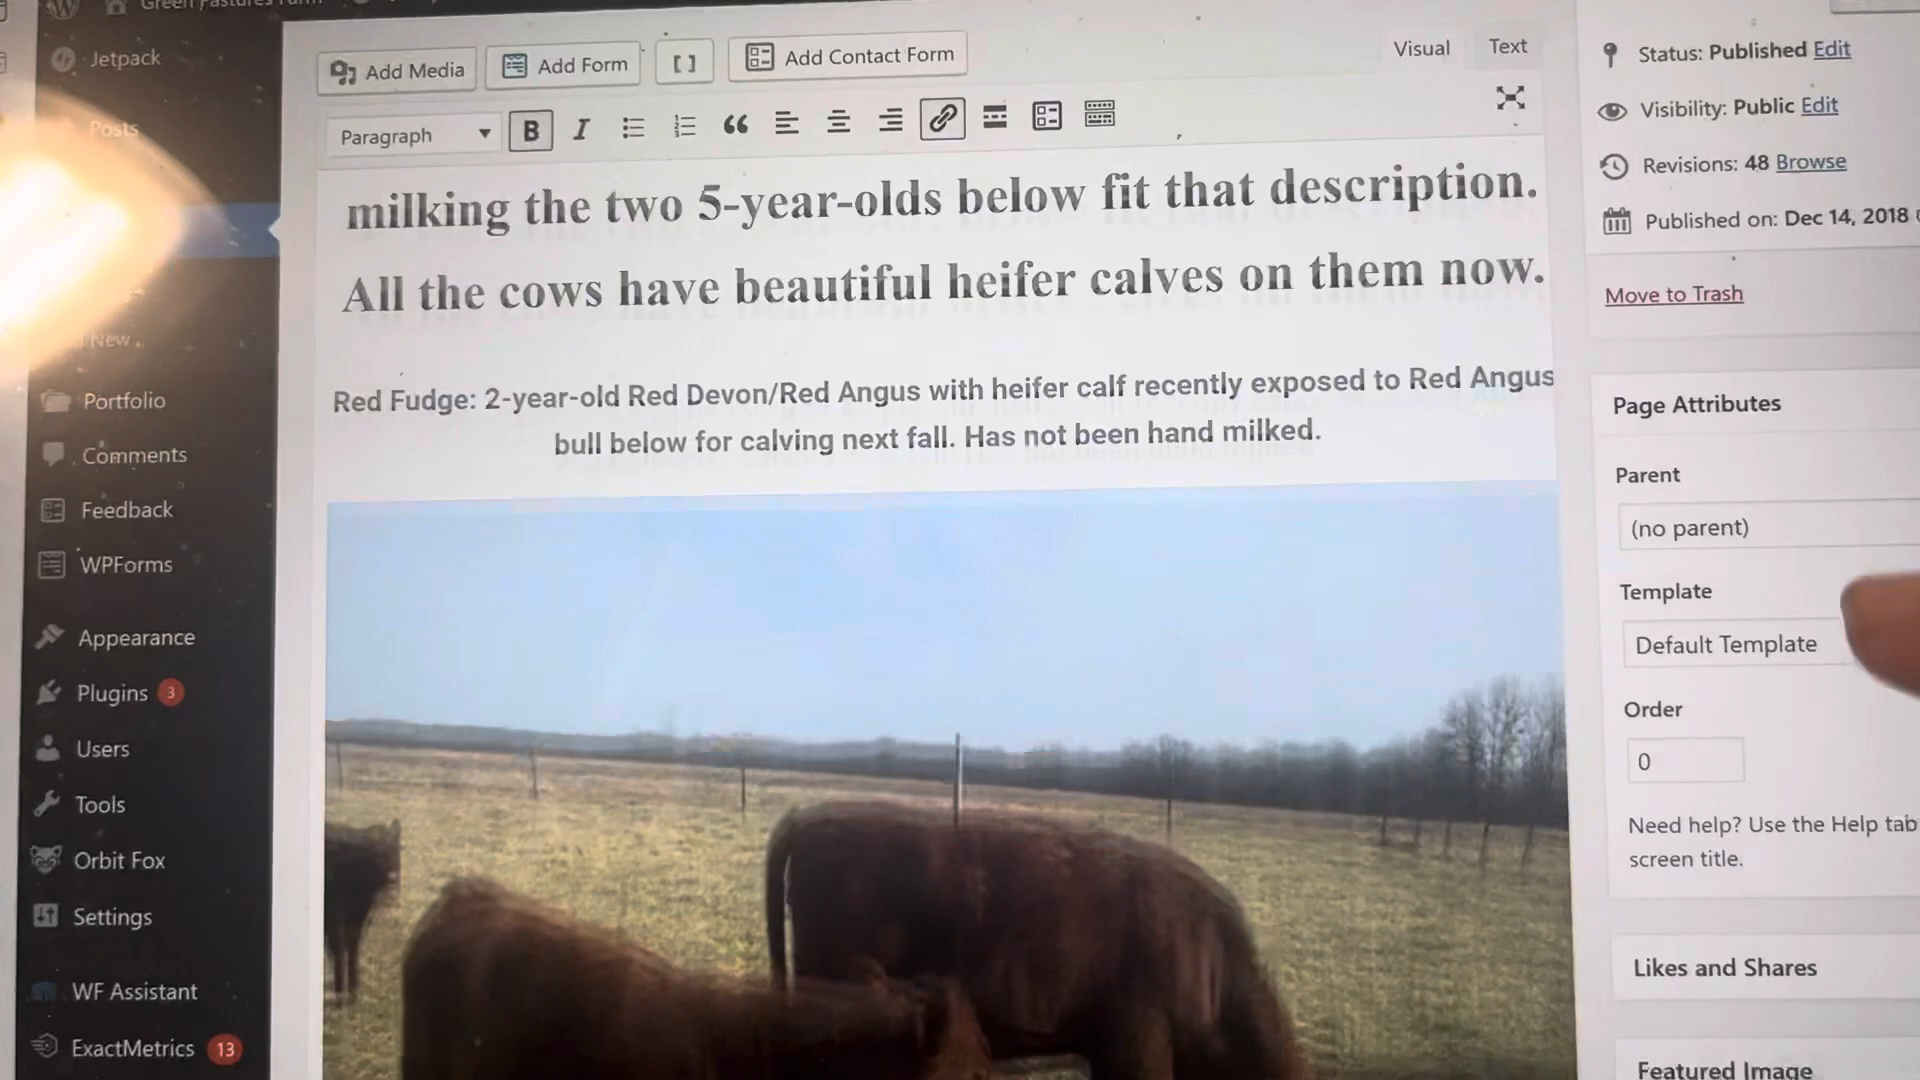 Green Pastures Farm
Jetpack
Posts
New
Portfolio
Comments
Feedback
WPForms
Appearance
Plugins 3
Users
Tools
Orbit Fox
Settings
WF Assistant
ExactMetrics 13
Add Media
Add Form
[ ]
Add Contact Form
Visual
Text
Paragraph
B
I
milking the two 5-year-olds below fit that description.
All the cows have beautiful heifer calves on them now.
Red Fudge: 2-year-old Red Devon/Red Angus with heifer calf recently exposed to Red Angus
bull below for calving next fall. Has not been hand milked.
Status: Published Edit
Visibility: Public Edit
Revisions: 48 Browse
Published on: Dec 14, 2018
Move to Trash
Page Attributes
Parent
(no parent)
Template
Default Template
Order
0
Need help? Use the Help tab
screen title.
Likes and Shares
Featured Image